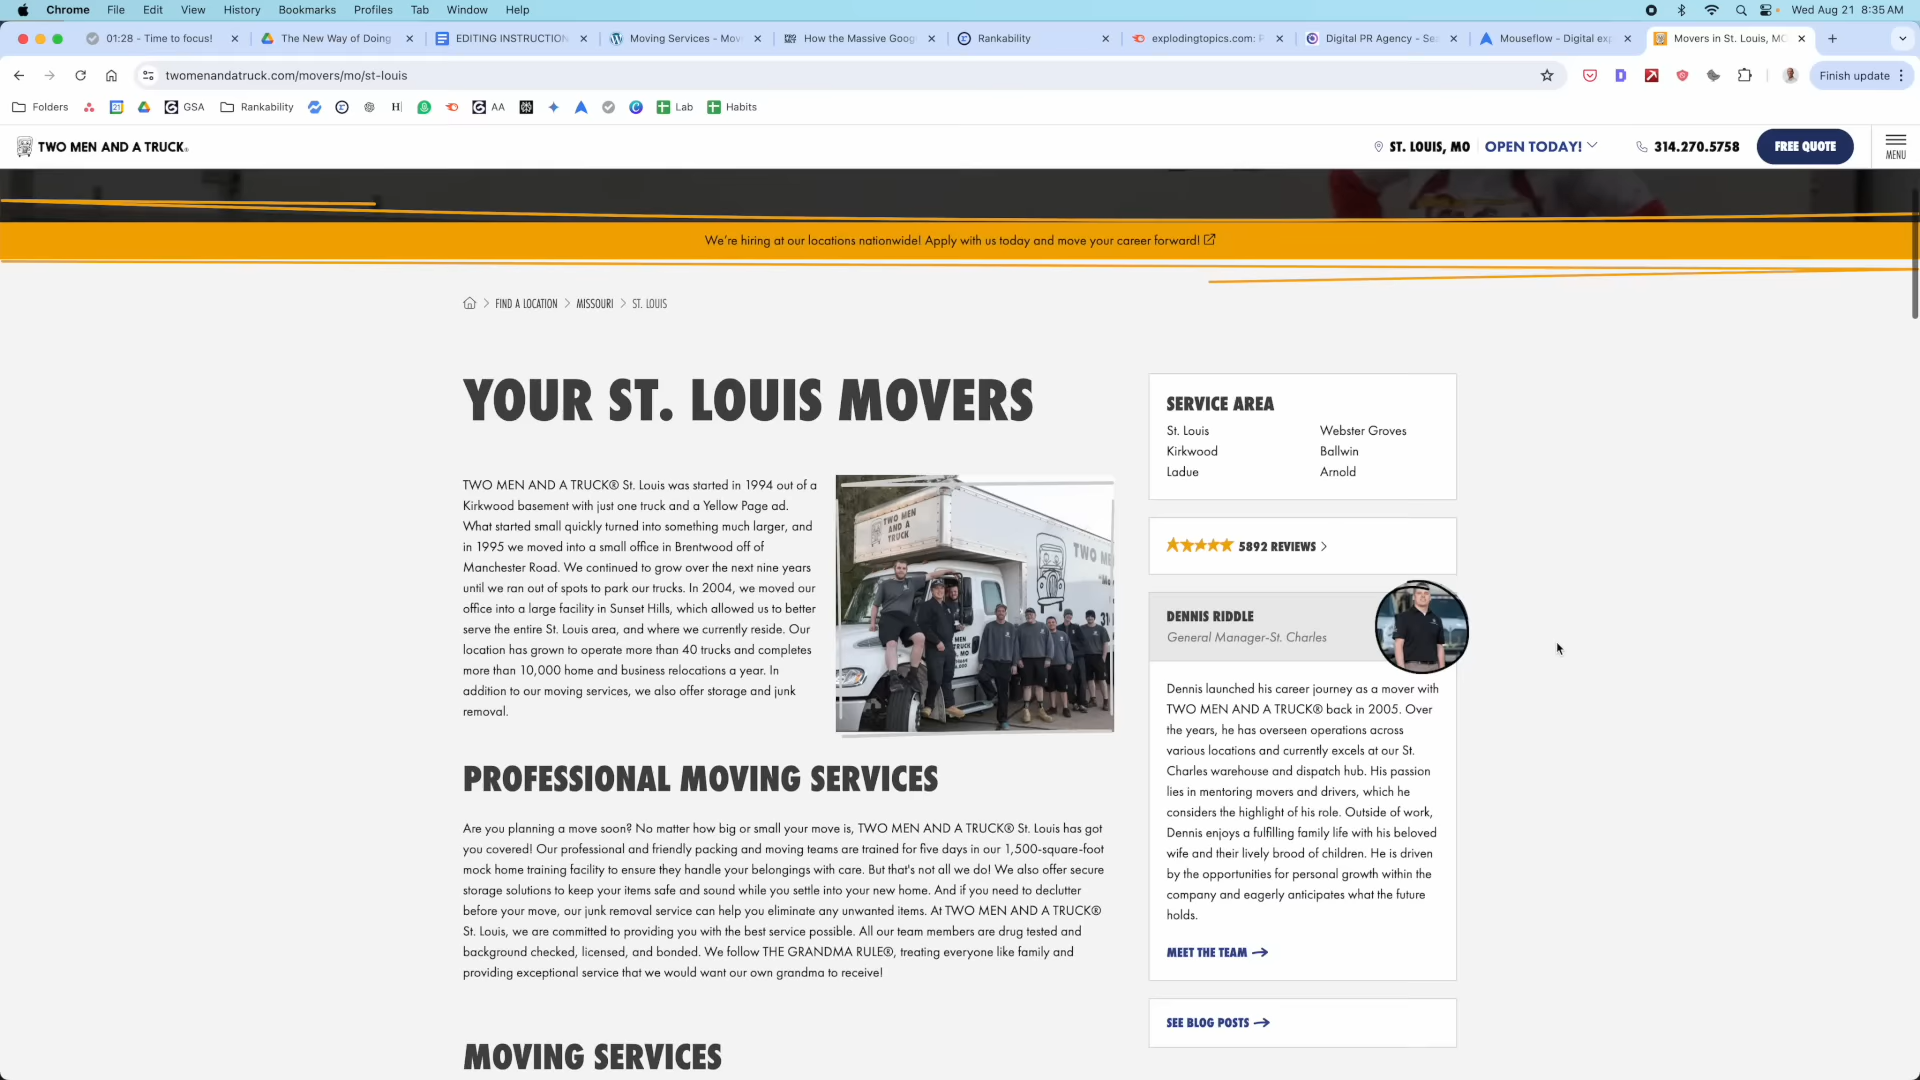 Chrome File Edit View History Bookmarks Profiles Tab Window Help Wed Aug 21 8:35 AM
01:28 - Time to focus! The New Way of Doing EDITING INSTRUCTION Moving Services - Mov How the Massive Goog Rankability explodingtopics.com: Digital PR Agency - Se Mouseflow - Digital exp Movers in St. Louis, MO
twomenandatruck.com/movers/mo/st-louis Finish update
Folders GSA Rankability H AA Lab Habits
TWO MEN AND A TRUCK® ST. LOUIS, MO OPEN TODAY! 314.270.5758 FREE QUOTE MENU
We're hiring at our locations nationwide! Apply with us today and move your career forward!
> FIND A LOCATION > MISSOURI > ST. LOUIS
YOUR ST. LOUIS MOVERS
TWO MEN AND A TRUCK® St. Louis was started in 1994 out of a
Kirkwood basement with just one truck and a Yellow Page ad.
What started small quickly turned into something much larger, and
in 1995 we moved into a small office in Brentwood off of
Manchester Road. We continued to grow over the next nine years
until we ran out of spots to park our trucks. In 2004, we moved our
office into a large facility in Sunset Hills, which allowed us to better
serve the entire St. Louis area, and where we currently reside. Our
location has grown to operate more than 40 trucks and completes
more than 10,000 home and business relocations a year. In
addition to our moving services, we also offer storage and junk
removal.
TWO MEN
AND A
TRUCK
PROFESSIONAL MOVING SERVICES
Are you planning a move soon? No matter how big or small your move is, TWO MEN AND A TRUCK® St. Louis has got
you covered! Our professional and friendly packing and moving teams are trained for five days in our 1,500-square-foot
mock home training facility to ensure they handle your belongings with care. But that's not all we do! We also offer secure
storage solutions to keep your items safe and sound while you settle into your new home. And if you need to declutter
before your move, our junk removal service can help you eliminate any unwanted items. At TWO MEN AND A TRUCK®
St. Louis, we are committed to providing you with the best service possible. All our team members are drug tested and
background checked, licensed, and bonded. We follow THE GRANDMA RULE®, treating everyone like family and
providing exceptional service that we would want our own grandma to receive!
MOVING SERVICES
SERVICE AREA
St. Louis Webster Groves
Kirkwood Ballwin
Ladue Arnold
5892 REVIEWS >
DENNIS RIDDLE
General Manager-St. Charles
Dennis launched his career journey as a mover with
TWO MEN AND A TRUCK® back in 2005. Over
the years, he has overseen operations across
various locations and currently excels at our St.
Charles warehouse and dispatch hub. His passion
lies in mentoring movers and drivers, which he
considers the highlight of his role. Outside of work,
Dennis enjoys a fulfilling family life with his beloved
wife and their lively brood of children. He is driven
by the opportunities for personal growth within the
company and eagerly anticipates what the future
holds.
MEET THE TEAM
SEE BLOG POSTS